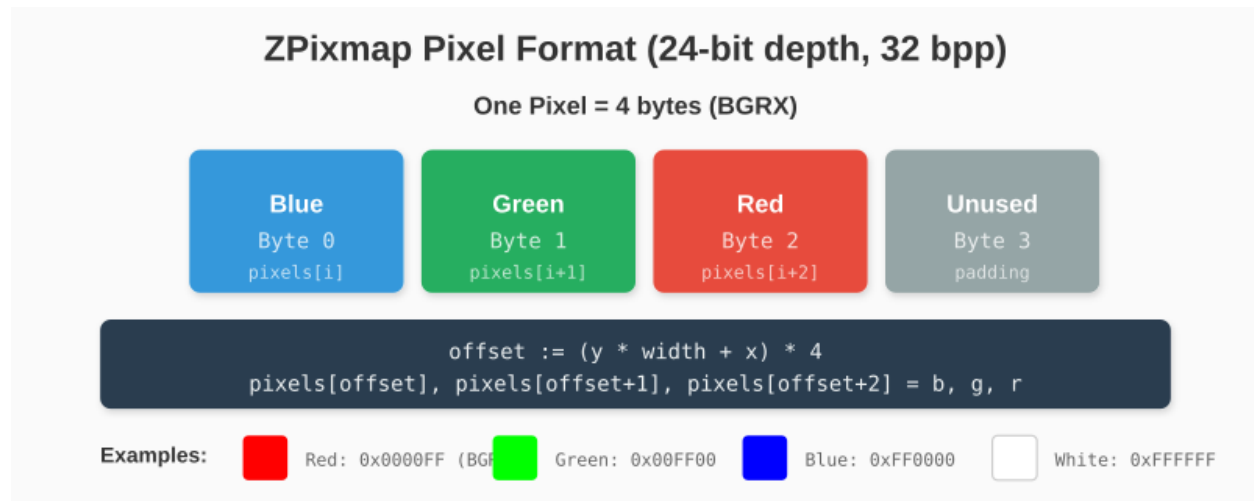 ZPixmap Pixel Format (24-bit depth, 32 bpp)
One Pixel = 4 bytes (BGRX)
Blue
Byte 0
pixels[i]
Green
Byte 1
pixels[i+1]
Red
Byte 2
pixels[i+2]
Unused
Byte 3
padding
offset := (y * width + x) * 4
pixels[offset], pixels[offset+1], pixels[offset+2] = b, g, r
Examples: Red: 0x0000FF Green: 0x00FF00 Blue: 0xFF0000 White: 0xFFFFFF